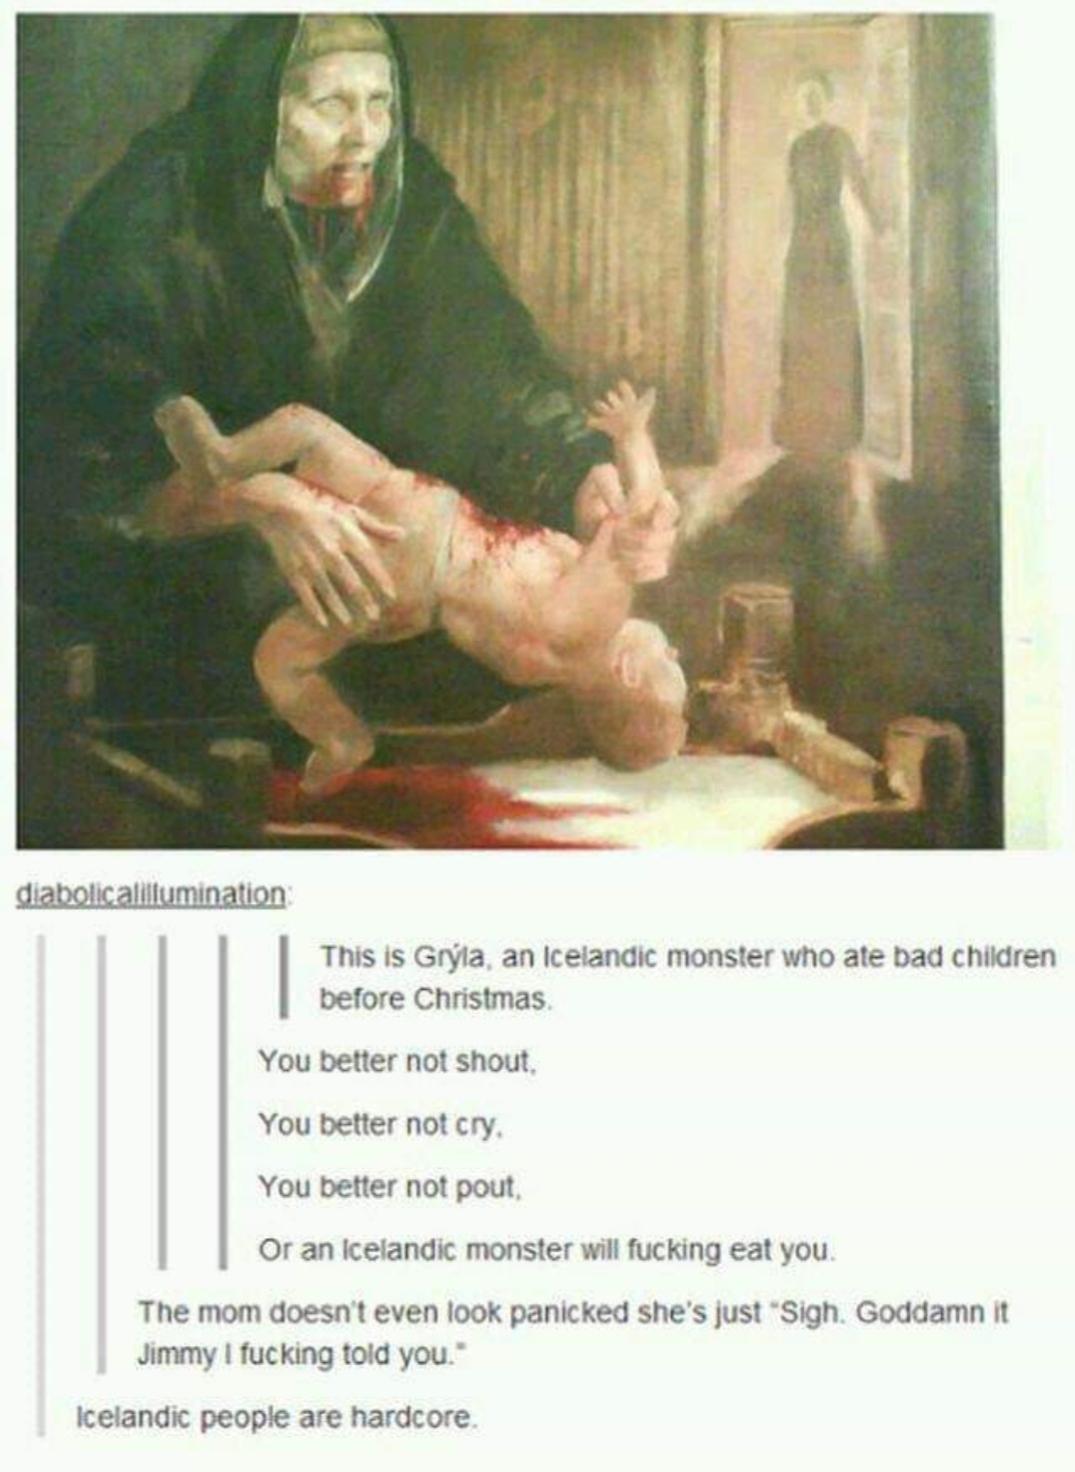 diabolicalillumination:
This is Grýla, an Icelandic monster who ate bad children
before Christmas.
You better not shout,
You better not cry,
You better not pout,
Or an Icelandic monster will fucking eat you.
The mom doesn't even look panicked she's just "Sigh. Goddamn it
Jimmy I fucking told you."
Icelandic people are hardcore.